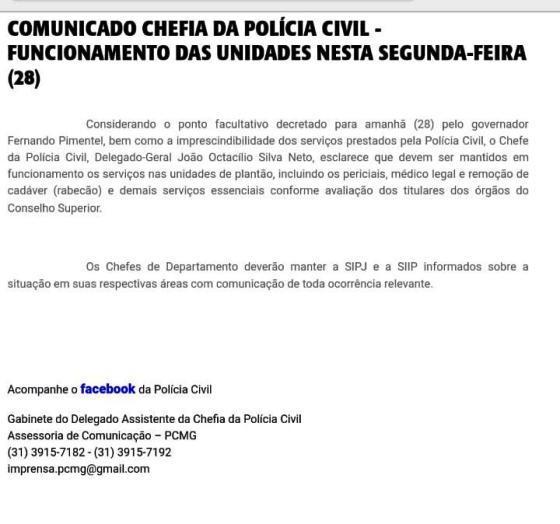 COMUNICADO CHEFIA DA POLÍCIA CIVIL -
FUNCIONAMENTO DAS UNIDADES NESTA SEGUNDA-FEIRA
(28)
Considerando o ponto facultativo decretado para amanhã (28) pelo governador
Fernando Pimentel, bem como a imprescindibilidade dos serviços prestados pela Polícia Civil, o Chefe
da Polícia Civil, Delegado-Geral João Octacílio Silva Neto, esclarece que devem ser mantidos em
funcionamento os serviços nas unidades de plantão, incluindo os periciais, médico legal e remoção de
cadáver (rabecão) e demais serviços essenciais conforme avaliação dos titulares dos órgãos do
Conselho Superior.
Os Chefes de Departamento deverão manter a SIPJ e a SIIP informados sobre a
situação em suas respectivas áreas com comunicação de toda ocorrência relevante.
Acompanhe o facebook da Polícia Civil
Gabinete do Delegado Assistente da Chefia da Polícia Civil
Assessoria de Comunicação – PCMG
(31) 3915-7182 - (31) 3915-7192
imprensa.pcmg@gmail.com